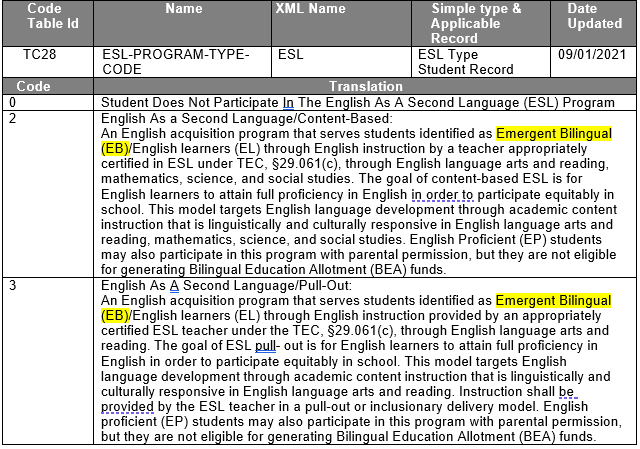 Code Table Id Name XML Name Simple type & Applicable Record Date Updated
TC28 ESL-PROGRAM-TYPE-CODE ESL ESL Type Student Record 09/01/2021
Code Translation
0 Student Does Not Participate In The English As A Second Language (ESL) Program
2 English As a Second Language/Content-Based:
An English acquisition program that serves students identified as Emergent Bilingual
(EB)/English learners (EL) through English instruction by a teacher appropriately
certified in ESL under TEC, §29.061(c), through English language arts and reading,
mathematics, science, and social studies. The goal of content-based ESL is for
English learners to attain full proficiency in English in order to participate equitably in
school. This model targets English language development through academic content
instruction that is linguistically and culturally responsive in English language arts and
reading, mathematics, science, and social studies. English Proficient (EP) students
may also participate in this program with parental permission, but they are not eligible
for generating Bilingual Education Allotment (BEA) funds.
3 English As A Second Language/Pull-Out:
An English acquisition program that serves students identified as Emergent Bilingual
(EB)/English learners (EL) through English instruction provided by an appropriately
certified ESL teacher under the TEC, §29.061(c), through English language arts and
reading. The goal of ESL pull- out is for English learners to attain full proficiency in
English in order to participate equitably in school. This model targets English
language development through academic content instruction that is linguistically and
culturally responsive in English language arts and reading. Instruction shall be
provided by the ESL teacher in a pull-out or inclusionary delivery model. English
proficient (EP) students may also participate in this program with parental permission,
but they are not eligible for generating Bilingual Education Allotment (BEA) funds.